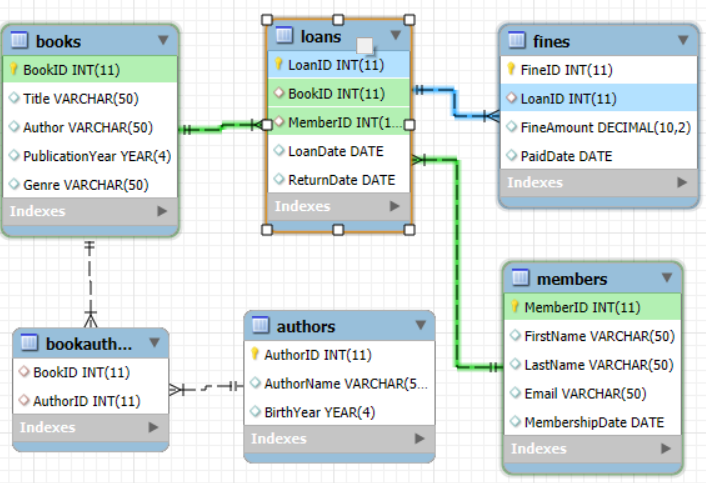 books
BookID INT(11)
Title VARCHAR(50)
Author VARCHAR(50)
PublicationYear YEAR(4)
Genre VARCHAR(50)
Indexes
loans
LoanID INT(11)
BookID INT(11)
MemberID INT(1...
LoanDate DATE
ReturnDate DATE
Indexes
fines
FineID INT(11)
LoanID INT(11)
FineAmount DECIMAL(10,2)
PaidDate DATE
Indexes
bookauth...
BookID INT(11)
AuthorID INT(11)
Indexes
authors
AuthorID INT(11)
AuthorName VARCHAR(5...
BirthYear YEAR(4)
Indexes
members
MemberID INT(11)
FirstName VARCHAR(50)
LastName VARCHAR(50)
Email VARCHAR(50)
MembershipDate DATE
Indexes